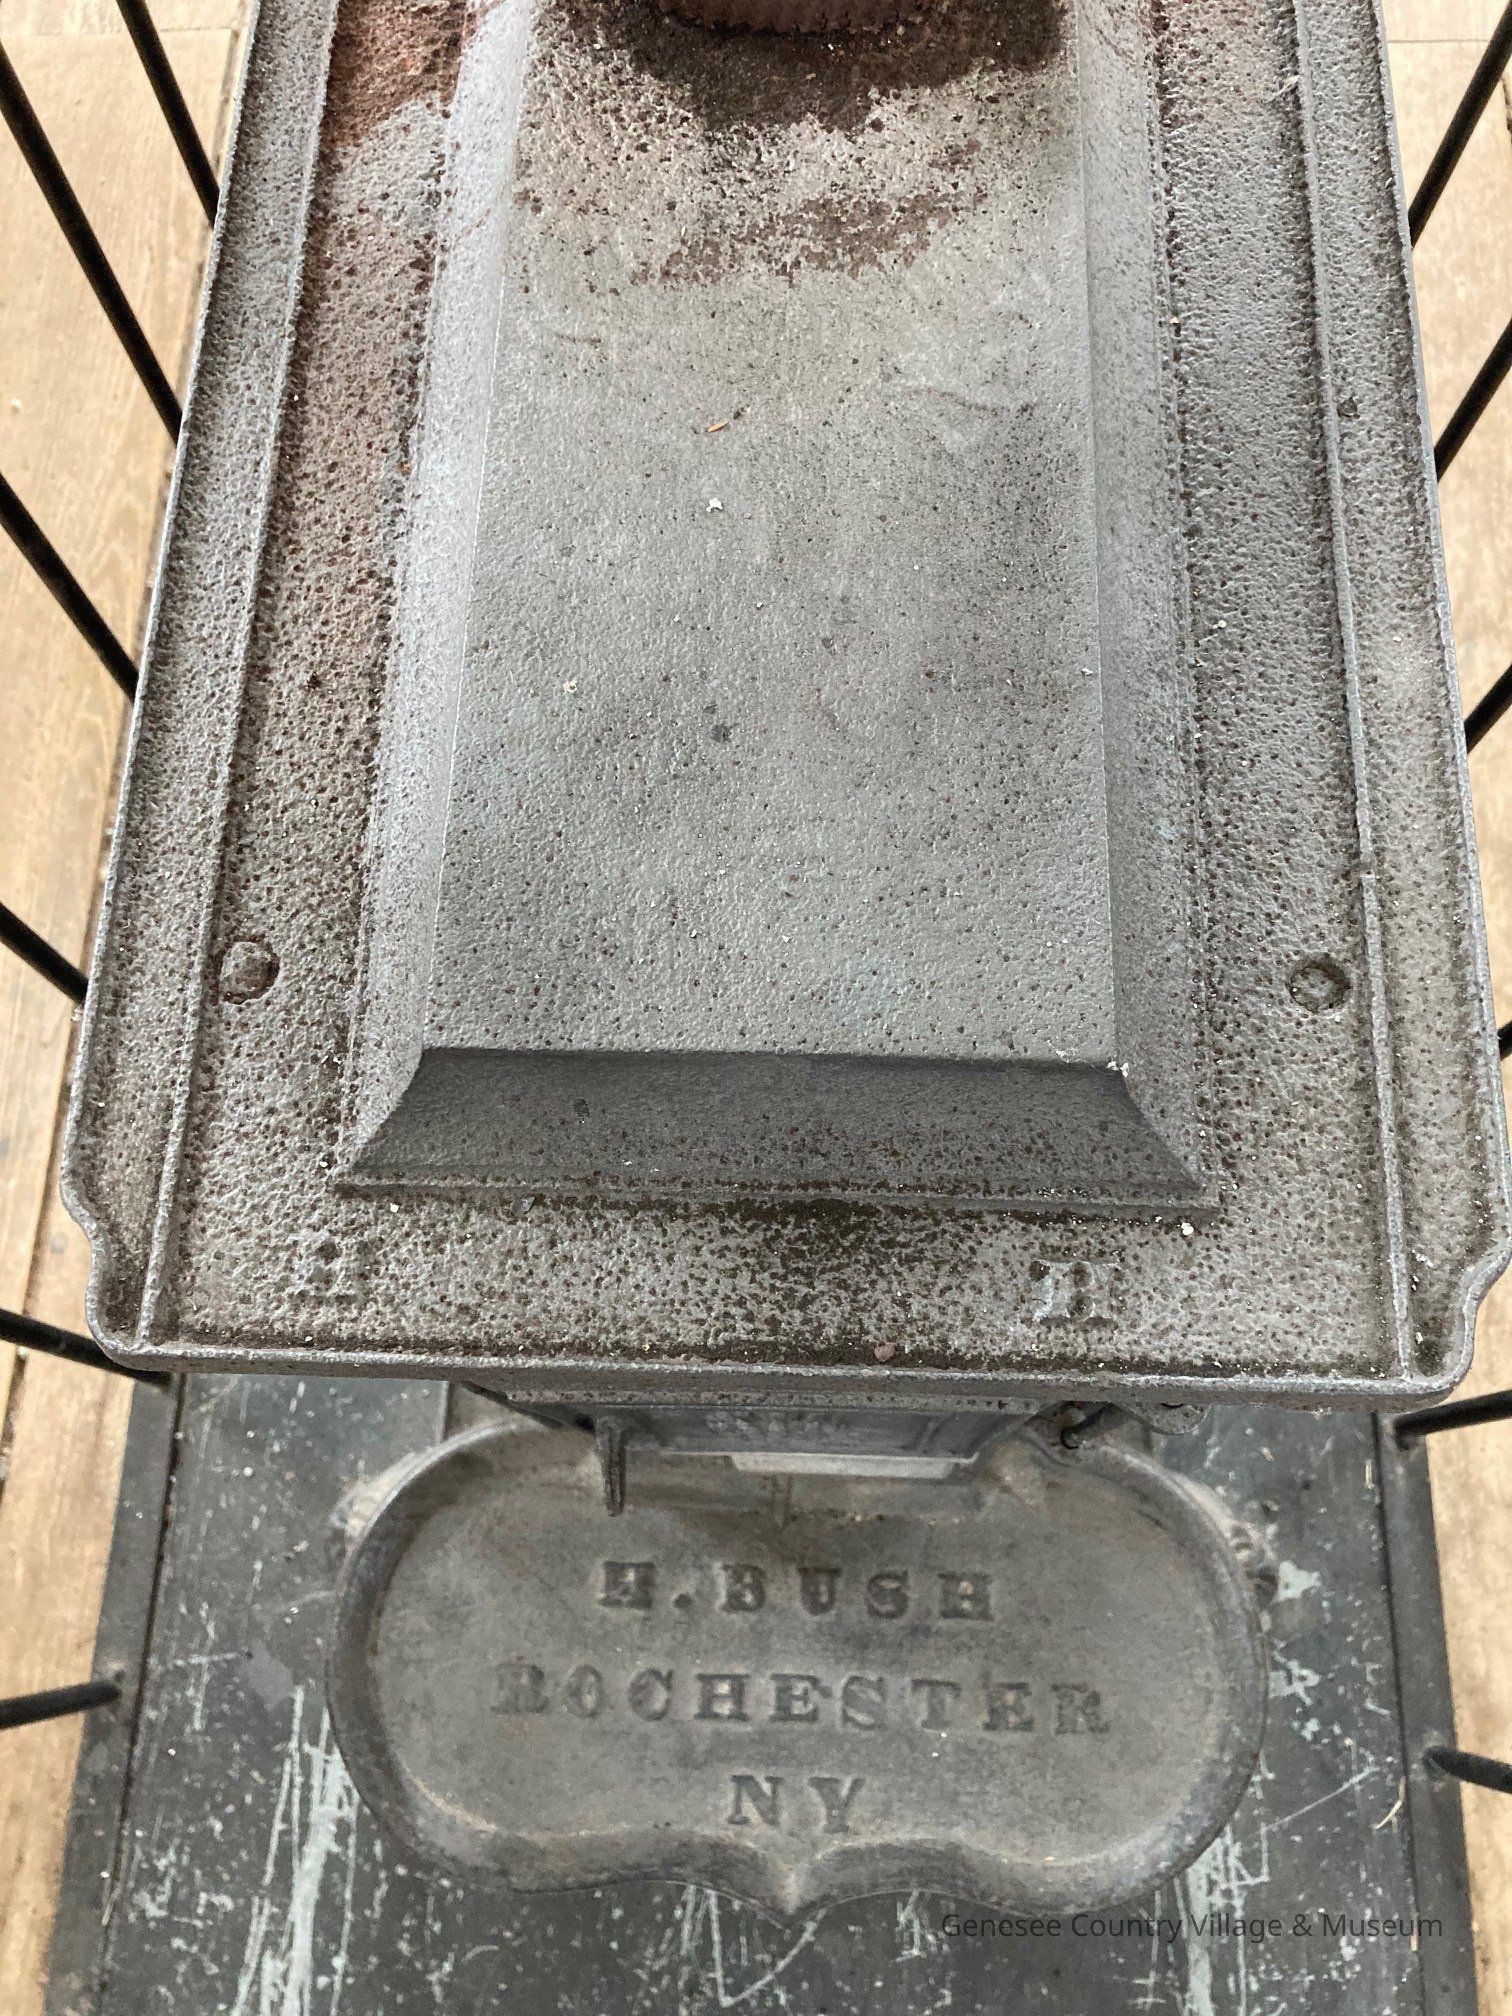 H. BUSH
ROCHESTER
NY
Genesee Country Village & Museum